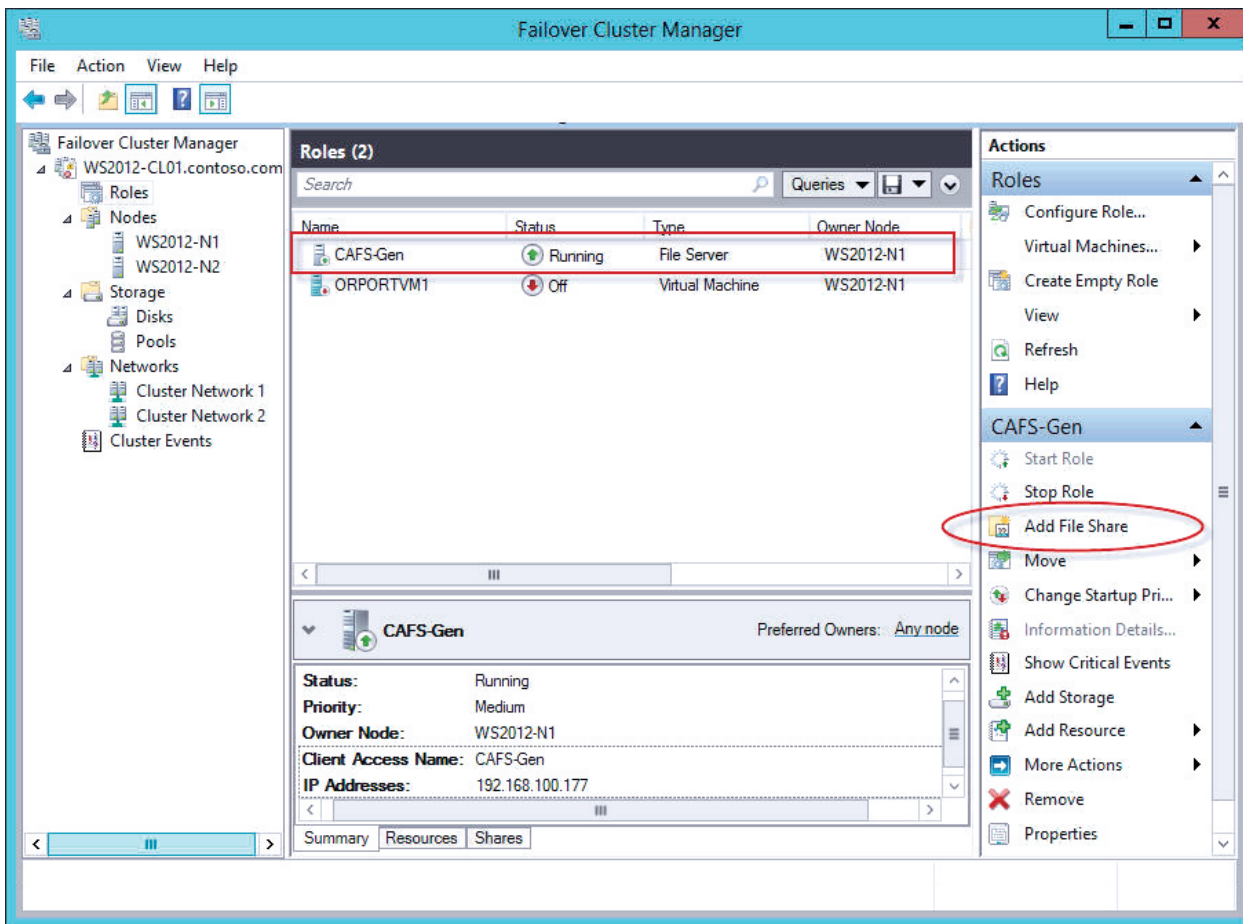 Failover Cluster Manager
File Action View Help
Failover Cluster Manager
WS2012-CL01.contoso.com
Roles
Nodes
WS2012-N1
WS2012-N2
Storage
Disks
Pools
Networks
Cluster Network 1
Cluster Network 2
Cluster Events
Roles (2)
Search
Queries
Name Status Type Owner Node
CAFS-Gen Running File Server WS2012-N1
ORPORTVM1 Off Virtual Machine WS2012-N1
CAFS-Gen Preferred Owners: Any node
Status: Running
Priority: Medium
Owner Node: WS2012-N1
Client Access Name: CAFS-Gen
IP Addresses: 192.168.100.177
Summary Resources Shares
Actions
Roles
Configure Role...
Virtual Machines...
Create Empty Role
View
Refresh
Help
CAFS-Gen
Start Role
Stop Role
Add File Share
Move
Change Startup Pri...
Information Details...
Show Critical Events
Add Storage
Add Resource
More Actions
Remove
Properties